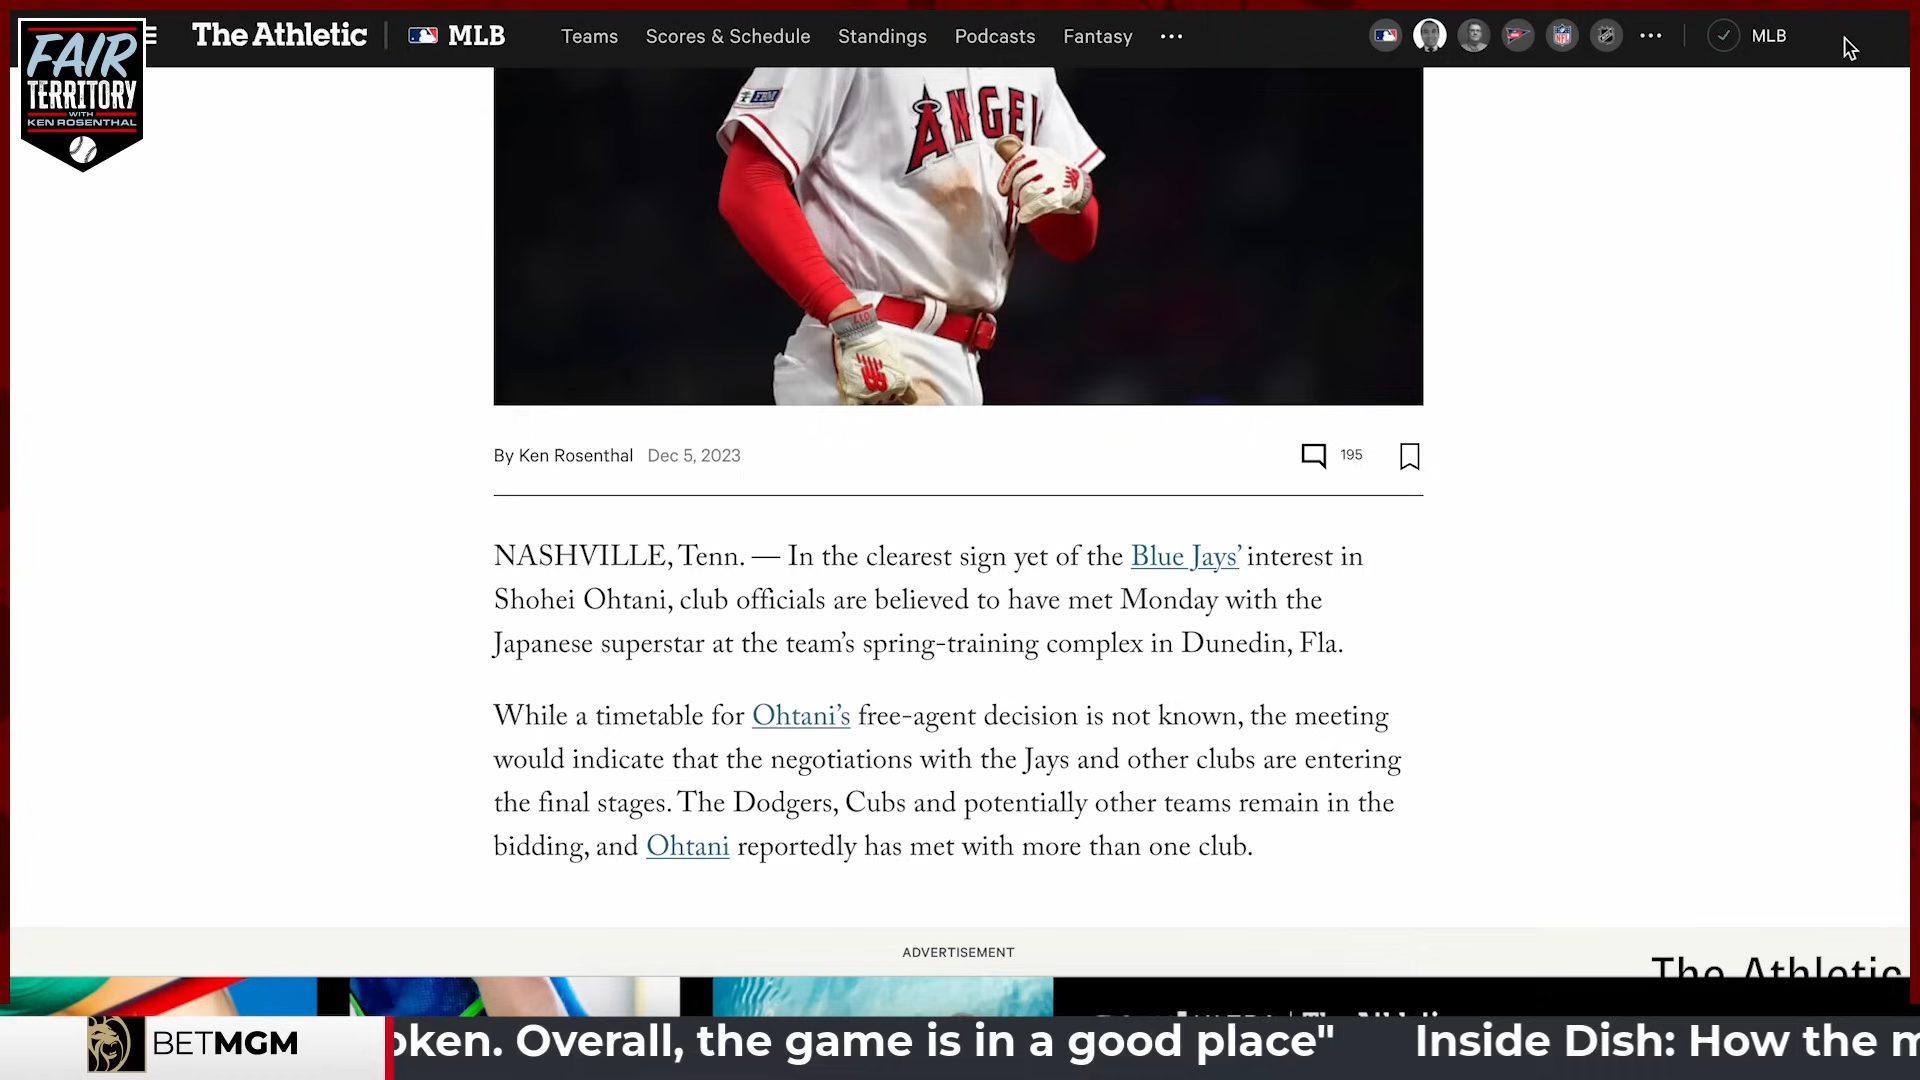 FAIR
TERRITORY
WITH
KEN ROSENTHAL
The Athletic
MLB
Teams
Scores & Schedule
Standings
Podcasts
Fantasy
MLB
FBM
ANGEL
By Ken Rosenthal
Dec 5, 2023
195
NASHVILLE, Tenn. — In the clearest sign yet of the Blue Jays’ interest in
Shohei Ohtani, club officials are believed to have met Monday with the
Japanese superstar at the team’s spring-training complex in Dunedin, Fla.
While a timetable for Ohtani’s free-agent decision is not known, the meeting
would indicate that the negotiations with the Jays and other clubs are entering
the final stages. The Dodgers, Cubs and potentially other teams remain in the
bidding, and Ohtani reportedly has met with more than one club.
ADVERTISEMENT
The Athletic
BETMGM
oken. Overall, the game is in a good place"
Inside Dish: How the m